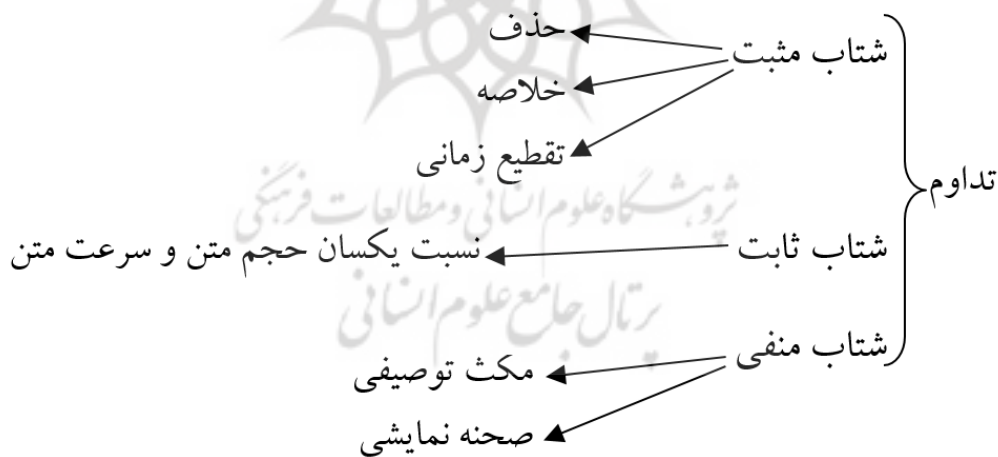 تداوم
شتاب مثبت
حذف
خلاصه
تقطیع زمانی
شتاب ثابت
نسبت یکسان حجم متن و سرعت متن
شتاب منفی
مکث توصیفی
صحنه نمایشی
پژوهشگاه علوم انسانی و مطالعات فرهنگی
پرتال جامع علوم انسانی